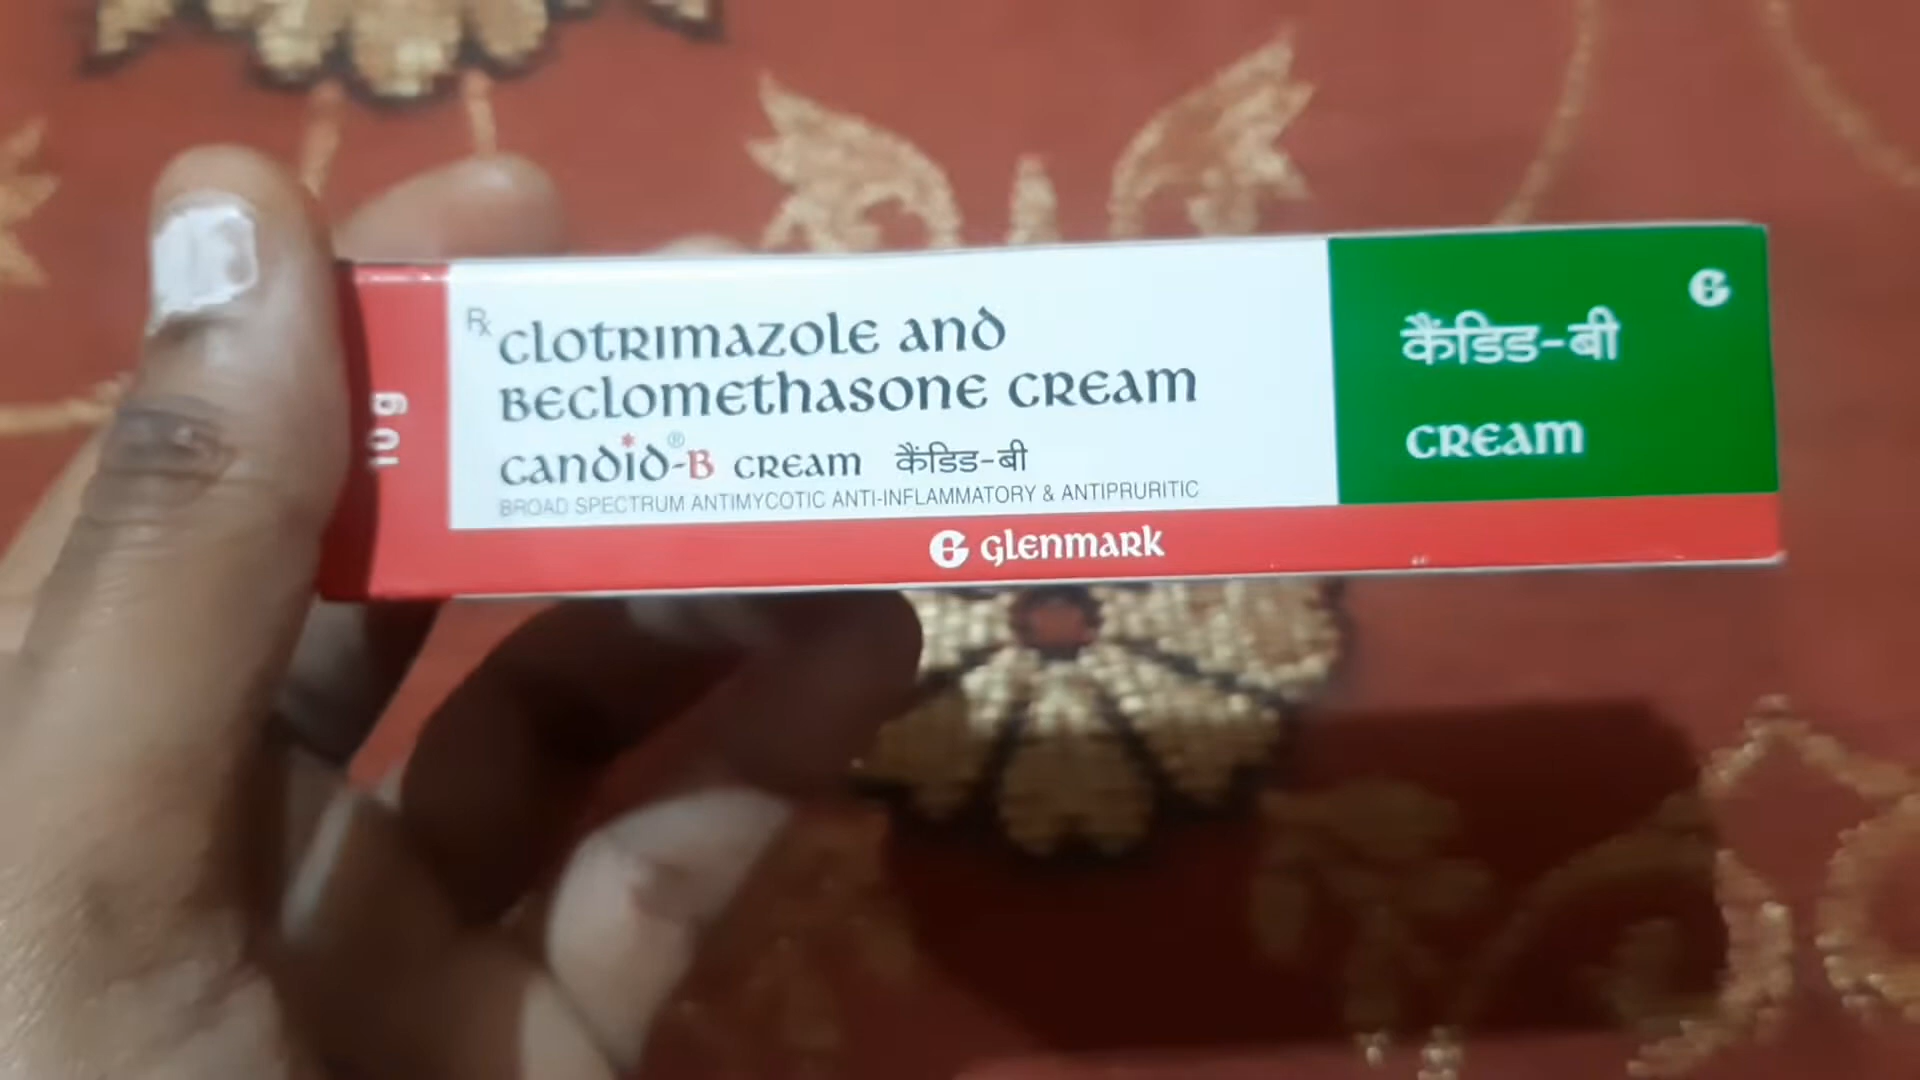 10 g
Rx Clotrimazole and
Beclomethasone Cream
Candid®-B Cream कैंडिड-बी
BROAD SPECTRUM ANTIMYCOTIC ANTI-INFLAMMATORY & ANTIPRURITIC
Glenmark
कैंडिड-बी
Cream